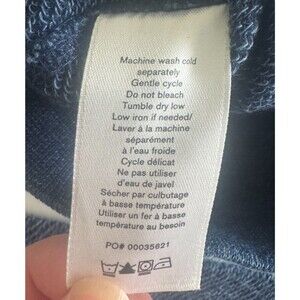 Machine wash cold
separately
Gentle cycle
Do not bleach
Tumble dry low
Low iron if needed/
Laver à la machine
séparément
à l'eau froide
Cycle délicat
Ne pas utiliser
d'eau de javel
Sécher par culbutage
à basse température
Utiliser un fer à basse
température au besoin
PO# 00035621